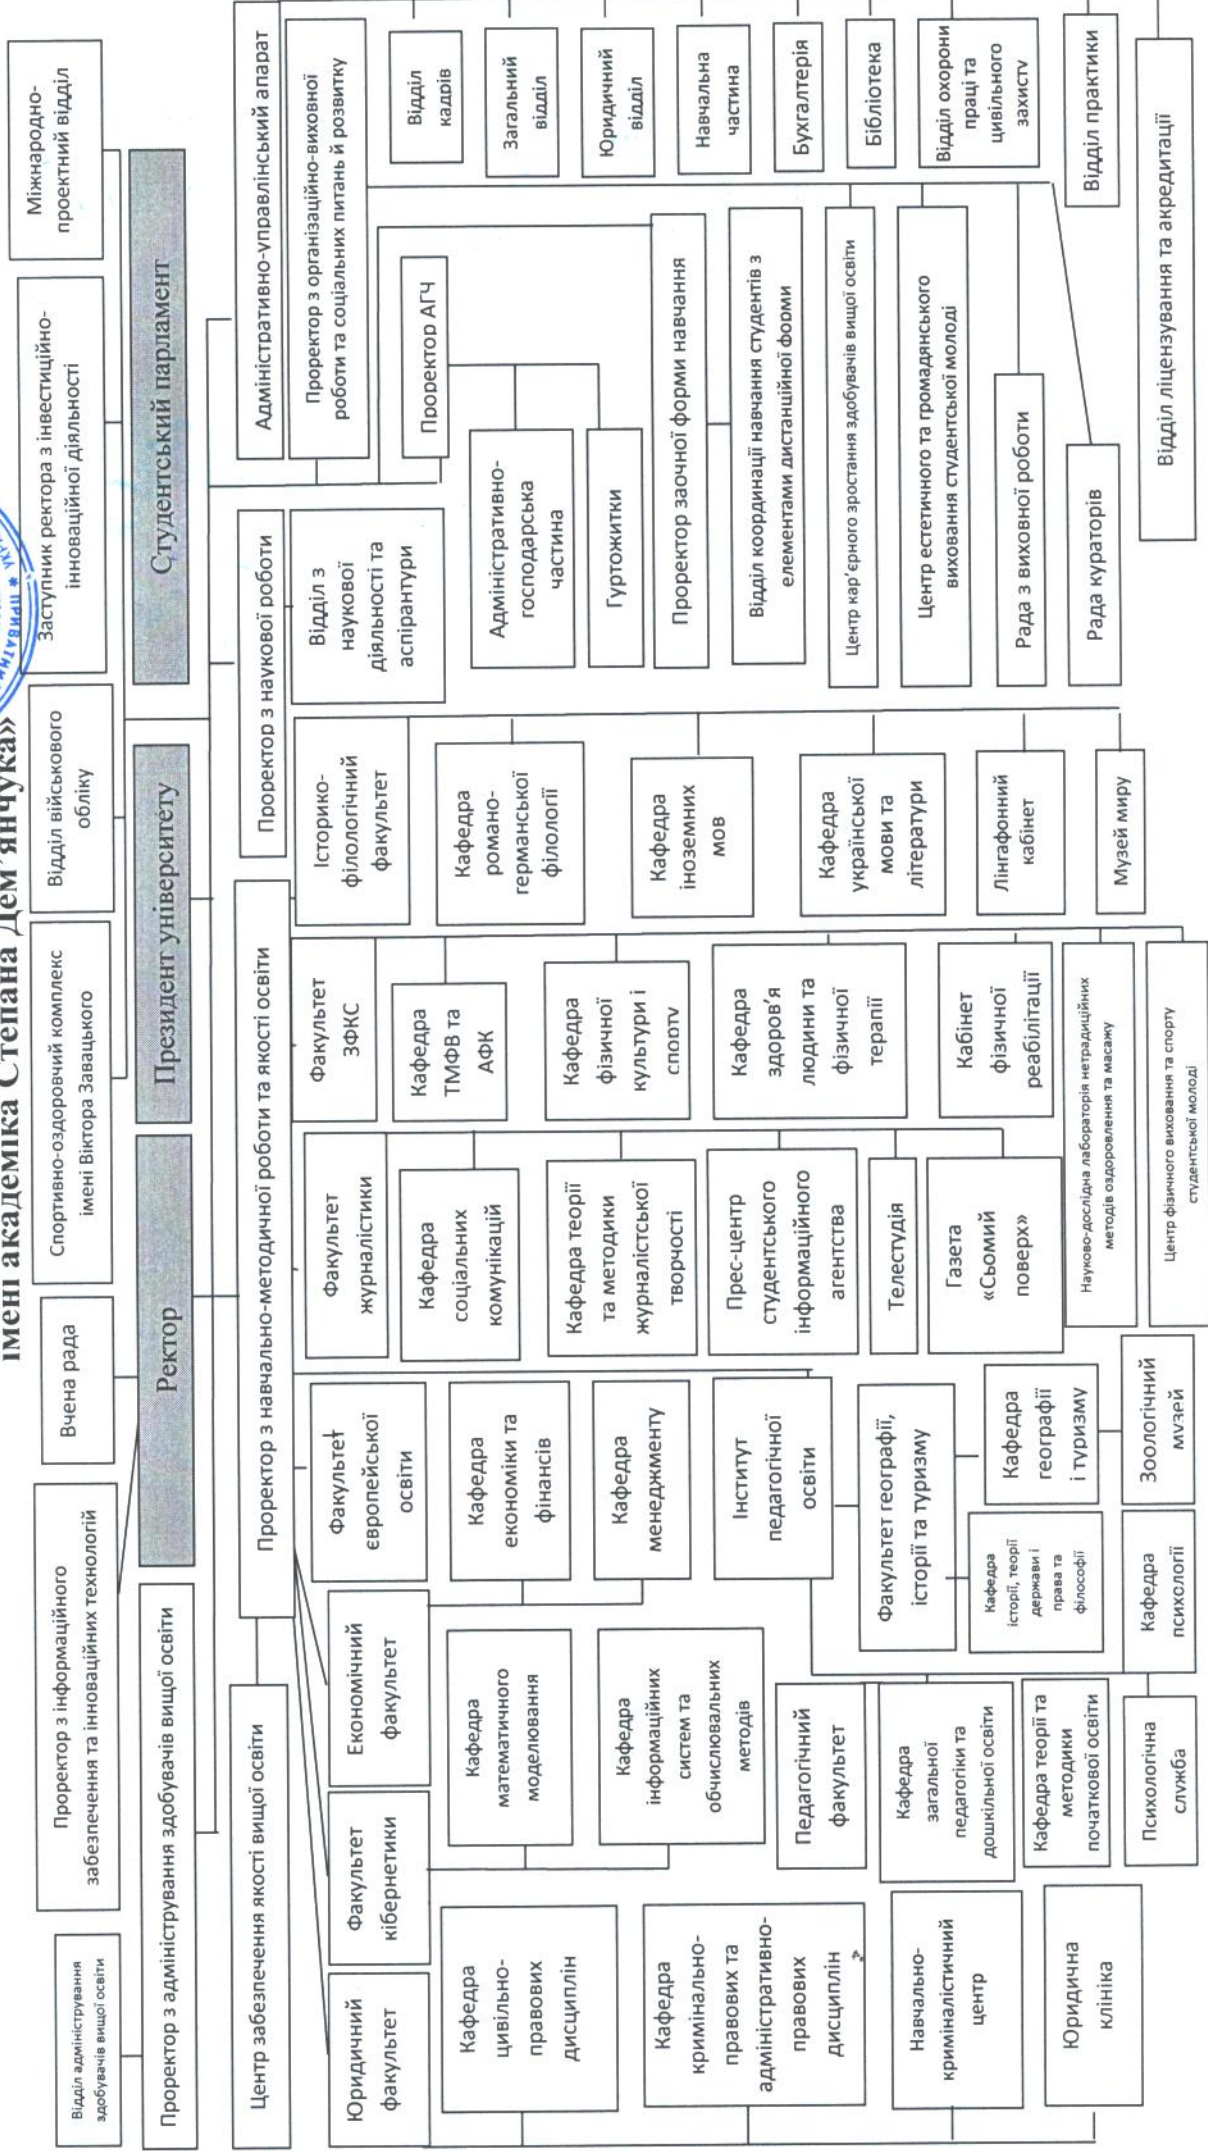 імені академіка Степана Дем'янчука»
Відділ адміністрування
здобувачів вищої освіти
Проректор з інформаційного
забезпечення та інноваційних технологій
Вчена рада
Спортивно-оздоровчий комплекс
імені Віктора Завацького
Відділ військового
обліку
Заступник ректора з інвестиційно-
інноваційної діяльності
Міжнародно-
проектний відділ
Проректор з адміністрування здобувачів вищої освіти
Ректор
Президент університету
Студентський парламент
Центр забезпечення якості вищої освіти
Проректор з навчально-методичної роботи та якості освіти
Проректор з наукової роботи
Адміністративно-управлінський апарат
Юридичний
факультет
Кафедра
цивільно-
правових
дисциплін
Кафедра
кримінально-
правових та
адміністративно-
правових
дисциплін
Навчально-
криміналістичний
центр
Юридична
клініка
Факультет
кібернетики
Кафедра
математичного
моделювання
Кафедра
інформаційних
систем та
обчислювальних
методів
Економічний
факультет
Кафедра
економіки та
фінансів
Кафедра
менеджменту
Факультет
європейської
освіти
Інститут
педагогічної
освіти
Педагогічний
факультет
Кафедра
загальної
педагогіки та
дошкільної освіти
Кафедра теорії та
методики
початкової освіти
Психологічна
служба
Кафедра
психології
Факультет географії,
історії та туризму
Кафедра
історії, теорії
держави і
права та
філософії
Кафедра
географії
і туризму
Зоологічний
музей
Факультет
журналістики
Кафедра
соціальних
комунікацій
Кафедра теорії
та методики
журналістської
творчості
Прес-центр
студентського
інформаційного
агентства
Телестудія
Газета
«Сьомий
поверх»
Факультет
ЗФКС
Кафедра
ТМФВ та
АФК
Кафедра
фізичної
культури і
спорту
Кафедра
здоров'я
людини та
фізичної
терапії
Кабінет
фізичної
реабілітації
Науково-дослідна лабораторія нетрадиційних
методів оздоровлення та масажу
Центр фізичного виховання та спорту
студентської молоді
Історико-
філологічний
факультет
Кафедра
романо-
германської
філології
Кафедра
іноземних
мов
Кафедра
української
мови та
літератури
Лінгафонний
кабінет
Музей миру
Відділ з
наукової
діяльності та
аспірантури
Проректор з організаційно-виховної
роботи та соціальних питань й розвитку
Проректор АГЧ
Адміністративно-
господарська
частина
Гуртожитки
Проректор заочної форми навчання
Відділ координації навчання студентів з
елементами дистанційної форми
Центр кар'єрного зростання здобувачів вищої освіти
Центр естетичного та громадянського
виховання студентської молоді
Рада з виховної роботи
Рада кураторів
Відділ
кадрів
Загальний
відділ
Юридичний
відділ
Навчальна
частина
Бухгалтерія
Бібліотека
Відділ охорони
праці та
цивільного
захисту
Відділ практики
Відділ ліцензування та акредитації